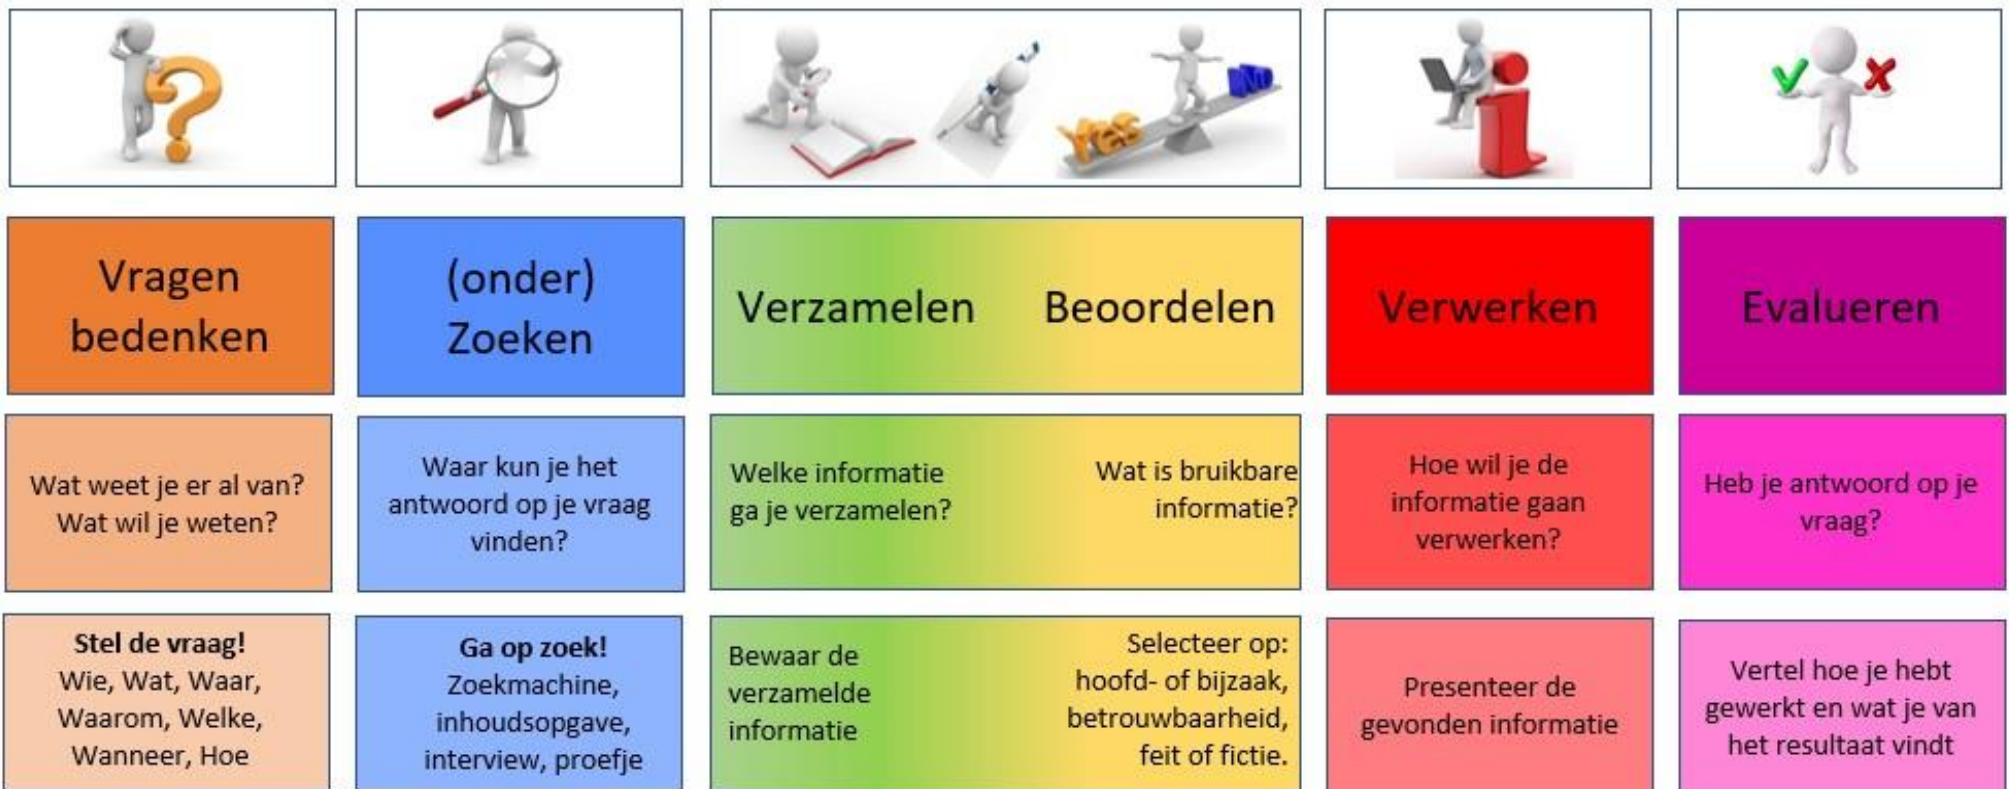 YES
NO
Vragen
bedenken
(onder)
Zoeken
Verzamelen
Beoordelen
Verwerken
Evalueren
Wat weet je er al van?
Wat wil je weten?
Waar kun je het
antwoord op je vraag
vinden?
Welke informatie
ga je verzamelen?
Wat is bruikbare
informatie?
Hoe wil je de
informatie gaan
verwerken?
Heb je antwoord op je
vraag?
Stel de vraag!
Wie, Wat, Waar,
Waarom, Welke,
Wanneer, Hoe
Ga op zoek!
Zoekmachine,
inhoudsopgave,
interview, proefje
Bewaar de
verzamelde
informatie
Selecteer op:
hoofd- of bijzaak,
betrouwbaarheid,
feit of fictie.
Presenteer de
gevonden informatie
Vertel hoe je hebt
gewerkt en wat je van
het resultaat vindt